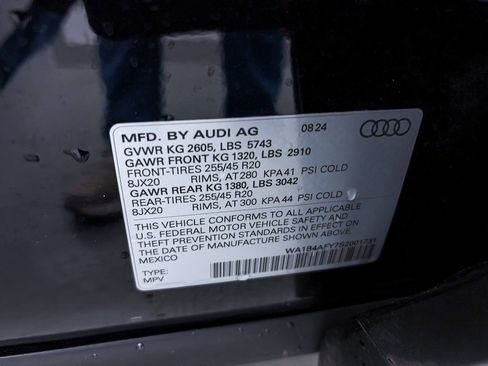 MFD. BY AUDI AG 08.24
GVWR KG 2605, LBS 5743
GAWR FRONT KG 1320, LBS 2910
FRONT-TIRES 255/45 R20
8JX20 RIMS, AT 280 KPA 41 PSI COLD
GAWR REAR KG 1380, LBS 3042
REAR-TIRES 255/45 R20
8JX20 RIMS, AT 300 KPA 44 PSI COLD
THIS VEHICLE CONFORMS TO ALL APPLICABLE
U.S. FEDERAL MOTOR VEHICLE SAFETY AND
THEFT PREVENTION STANDARDS IN EFFECT ON
THE DATE OF MANUFACTURE SHOWN ABOVE.
MEXICO
WA1B4AFY7S2001731
TYPE:
MPV